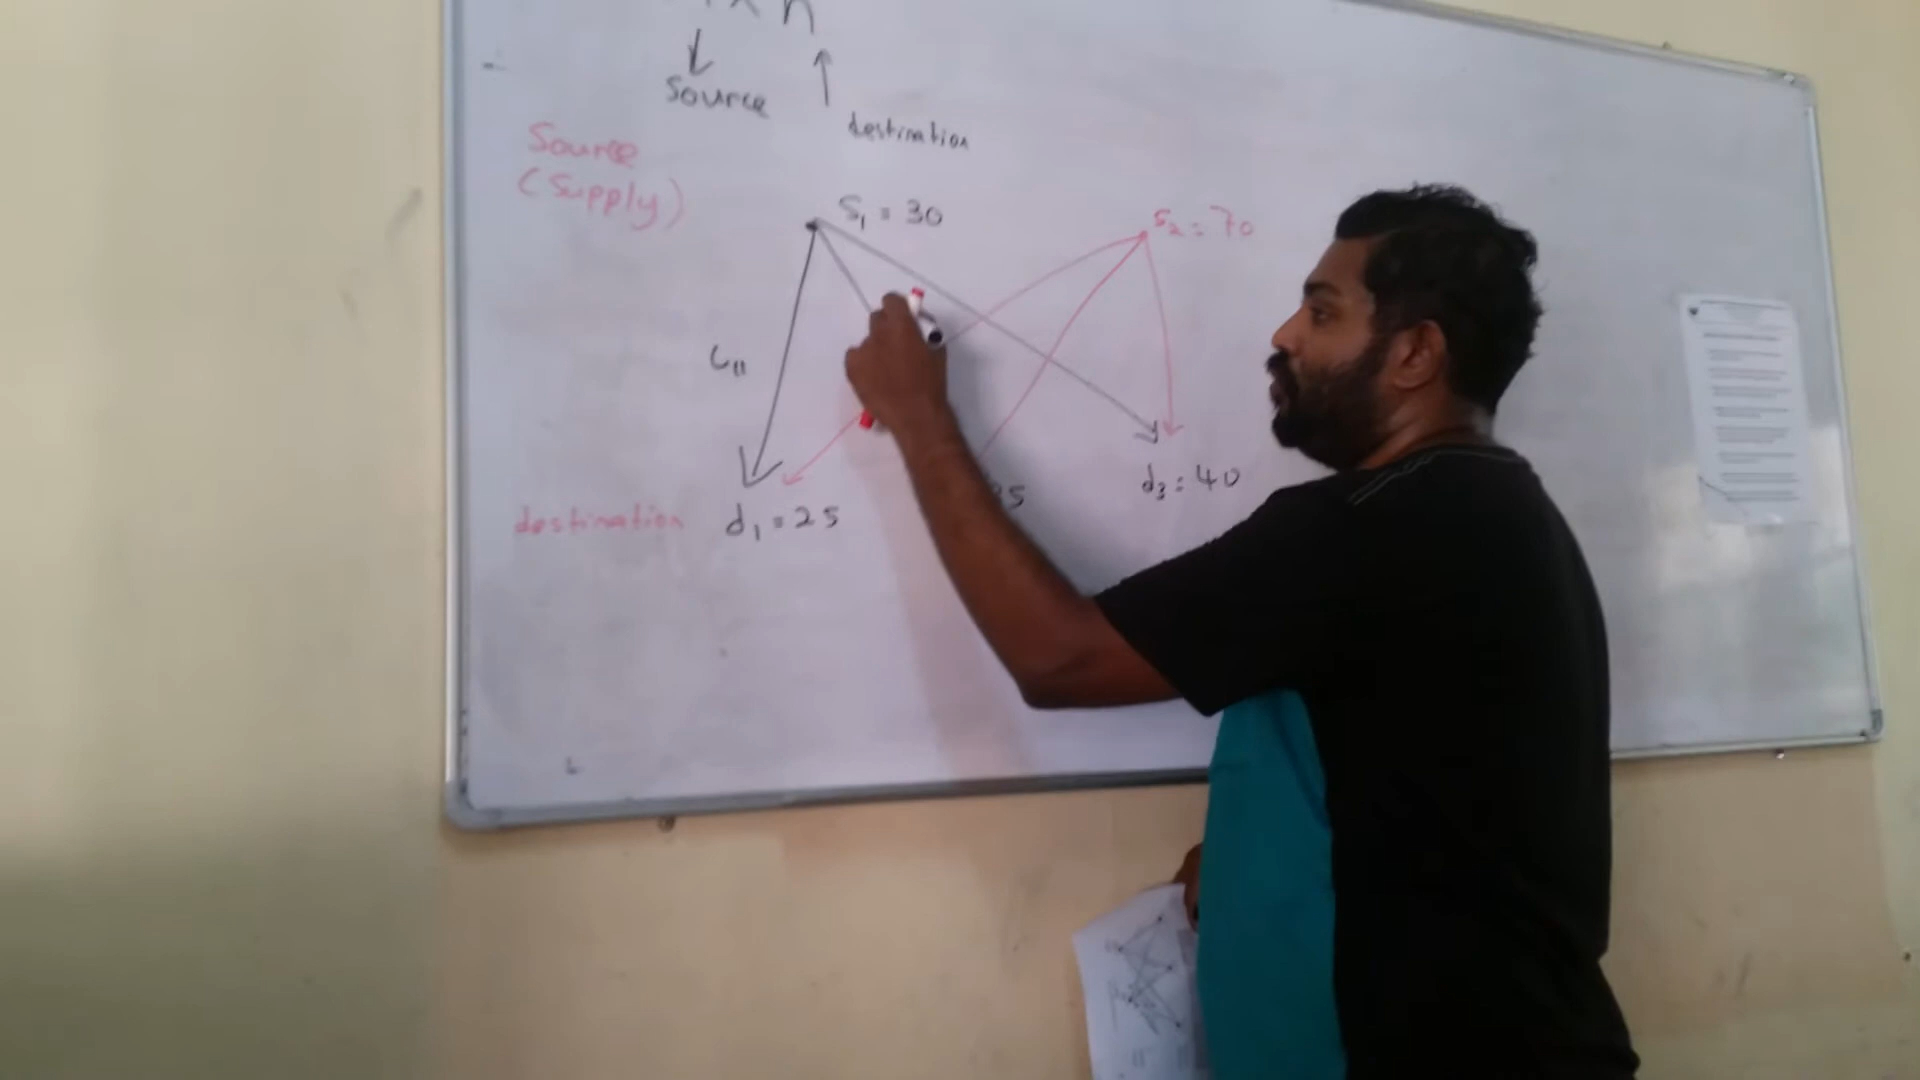 × n
Source
destination
Source
(Supply)
S₁ = 30
S₂ = 70
C₁₁
d₃ = 40
destination
d₁ = 25